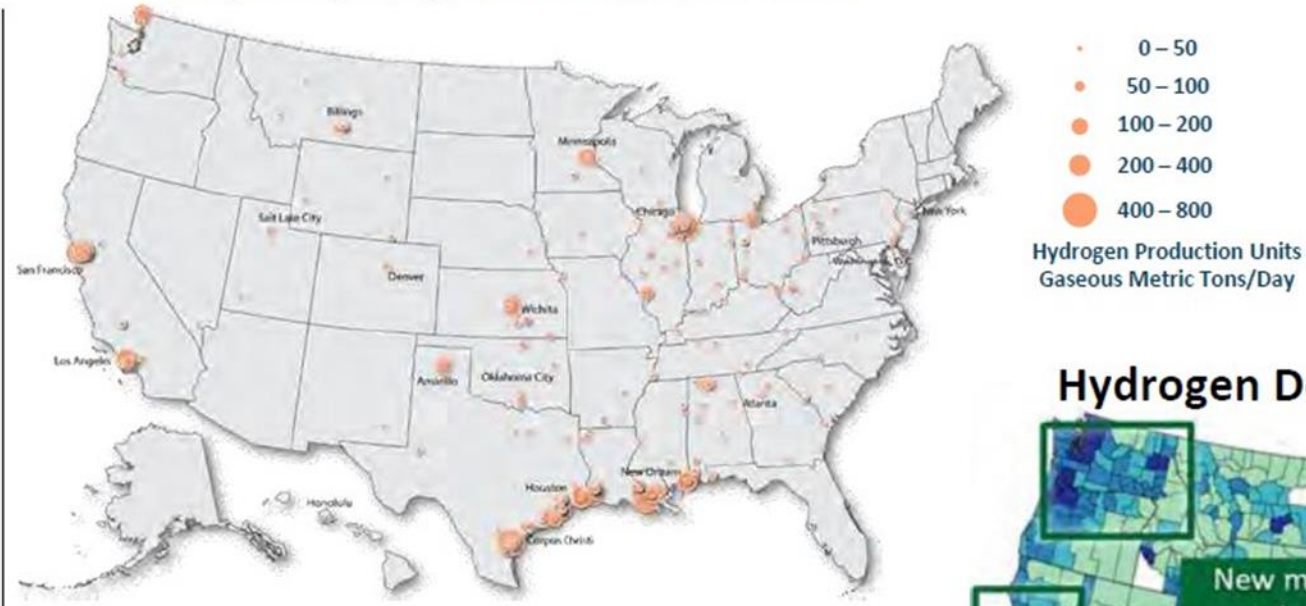 Billings
Minneapolis
Chicago
New York
Salt Lake City
Pittsburgh
San Francisco
Denver
Wichita
Los Angeles
Amarillo
Oklahoma City
Atlanta
New Orleans
Houston
Honolulu
Corpus Christi
0 – 50
50 – 100
100 – 200
200 – 400
400 – 800
Hydrogen Production Units
Gaseous Metric Tons/Day
Hydrogen D
New m